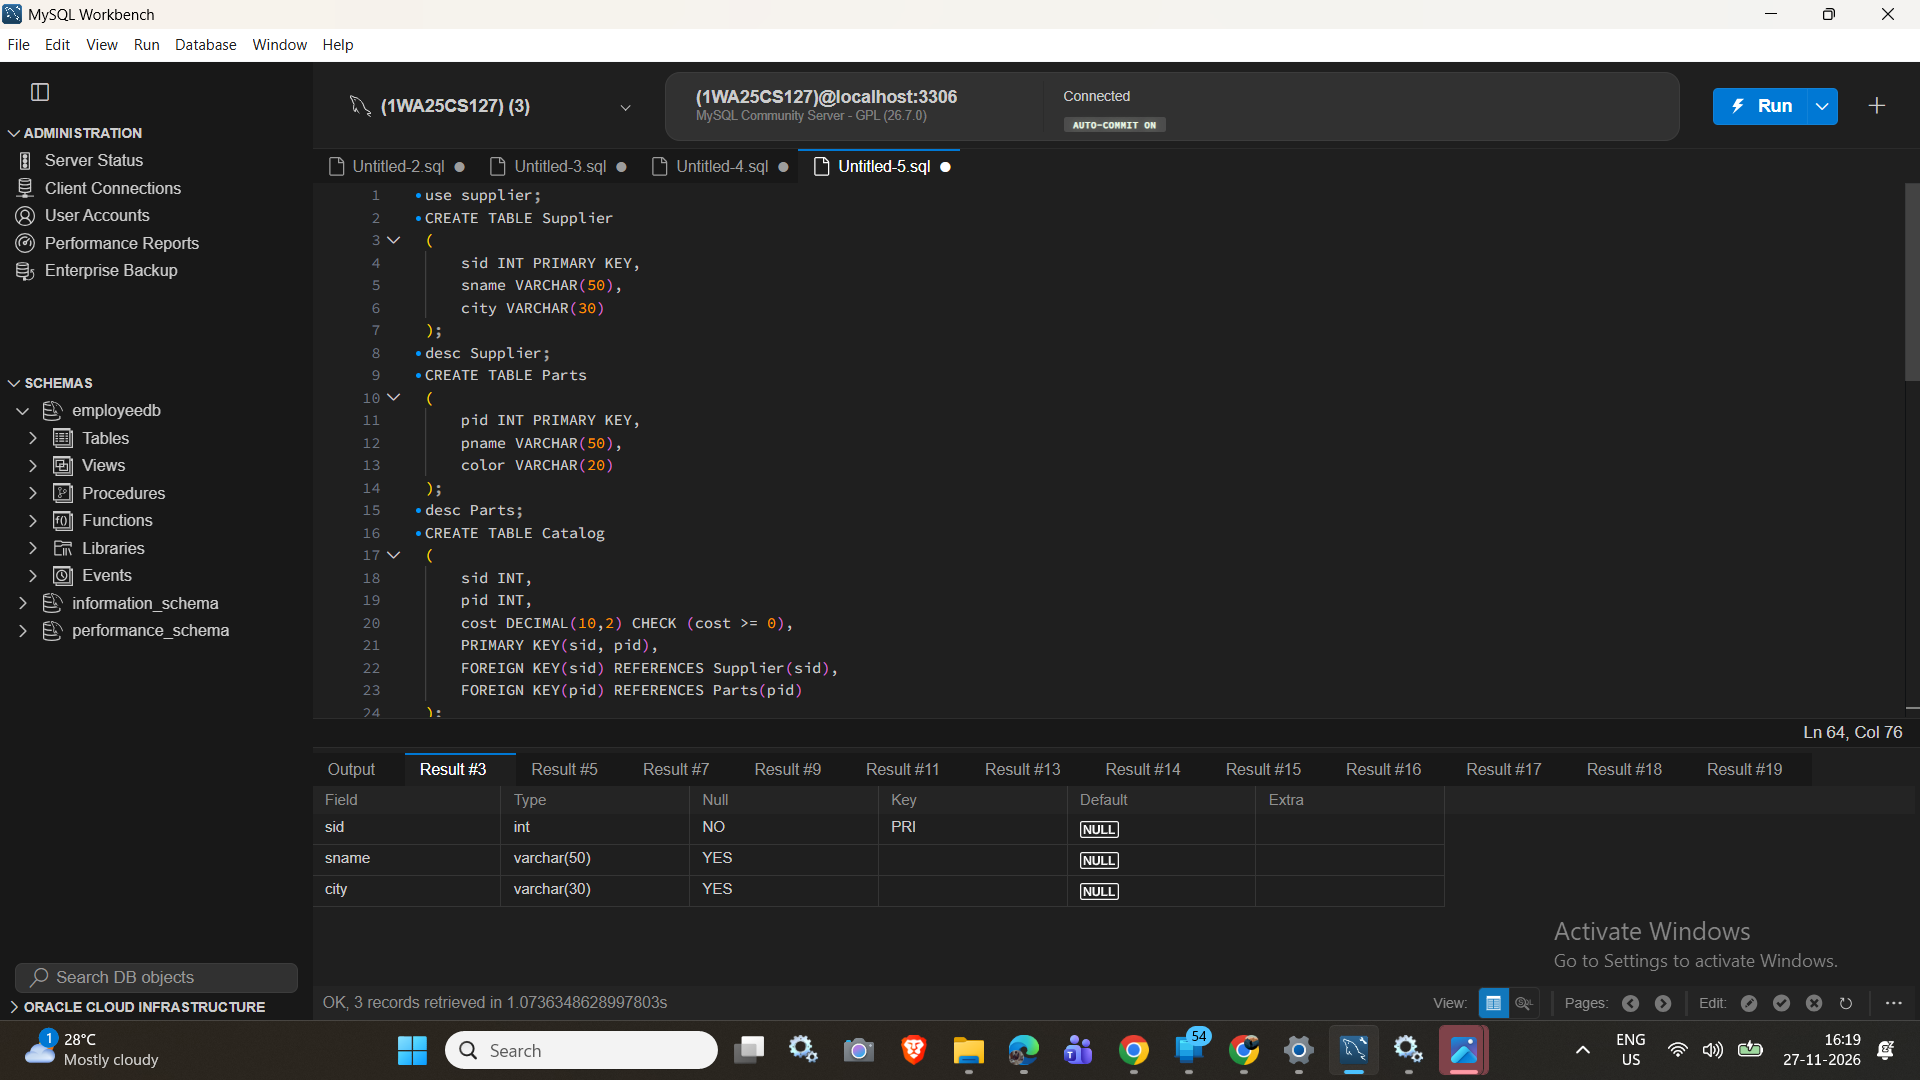 MySQL Workbench
File Edit View Run Database Window Help
(1WA25CS127) (3)
(1WA25CS127)@localhost:3306
MySQL Community Server - GPL (26.7.0)
Connected
AUTO-COMMIT ON
Run
ADMINISTRATION
Server Status
Client Connections
User Accounts
Performance Reports
Enterprise Backup
SCHEMAS
employeedb
Tables
Views
Procedures
Functions
Libraries
Events
information_schema
performance_schema
Search DB objects
ORACLE CLOUD INFRASTRUCTURE
Untitled-2.sql Untitled-3.sql Untitled-4.sql Untitled-5.sql
1 use supplier;
2 CREATE TABLE Supplier
3 (
4 sid INT PRIMARY KEY,
5 sname VARCHAR(50),
6 city VARCHAR(30)
7 );
8 desc Supplier;
9 CREATE TABLE Parts
10 (
11 pid INT PRIMARY KEY,
12 pname VARCHAR(50),
13 color VARCHAR(20)
14 );
15 desc Parts;
16 CREATE TABLE Catalog
17 (
18 sid INT,
19 pid INT,
20 cost DECIMAL(10,2) CHECK (cost >= 0),
21 PRIMARY KEY(sid, pid),
22 FOREIGN KEY(sid) REFERENCES Supplier(sid),
23 FOREIGN KEY(pid) REFERENCES Parts(pid)
24 );
Ln 64, Col 76
Output Result #3 Result #5 Result #7 Result #9 Result #11 Result #13 Result #14 Result #15 Result #16 Result #17 Result #18 Result #19
Field Type Null Key Default Extra
sid int NO PRI NULL
sname varchar(50) YES NULL
city varchar(30) YES NULL
Activate Windows
Go to Settings to activate Windows.
OK, 3 records retrieved in 1.0736348628997803s
View: Pages: Edit:
1
28°C
Mostly cloudy
Search
54
ENG
US
16:19
27-11-2026